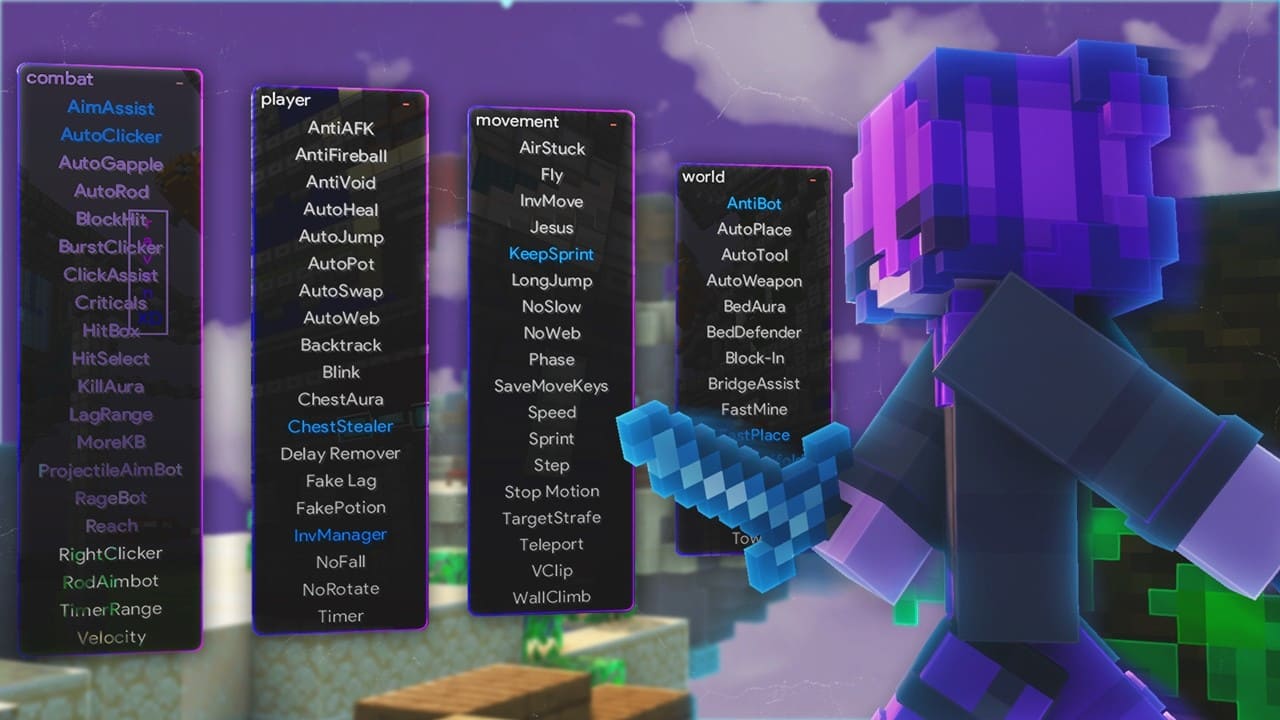 combat
AimAssist
AutoClicker
AutoGapple
AutoRod
BlockHit
BurstClicker
ClickAssist
Criticals
HitBox
HitSelect
KillAura
LagRange
MoreKB
ProjectileAimBot
RageBot
Reach
RightClicker
RodAimbot
TimerRange
Velocity
player
AntiAFK
AntiFireball
AntiVoid
AutoHeal
AutoJump
AutoPot
AutoSwap
AutoWeb
Backtrack
Blink
ChestAura
ChestStealer
Delay Remover
Fake Lag
FakePotion
InvManager
NoFall
NoRotate
Timer
movement
AirStuck
Fly
InvMove
Jesus
KeepSprint
LongJump
NoSlow
NoWeb
Phase
SaveMoveKeys
Speed
Sprint
Step
Stop Motion
TargetStrafe
Teleport
VClip
WallClimb
world
AntiBot
AutoPlace
AutoTool
AutoWeapon
BedAura
BedDefender
Block-In
BridgeAssist
FastMine